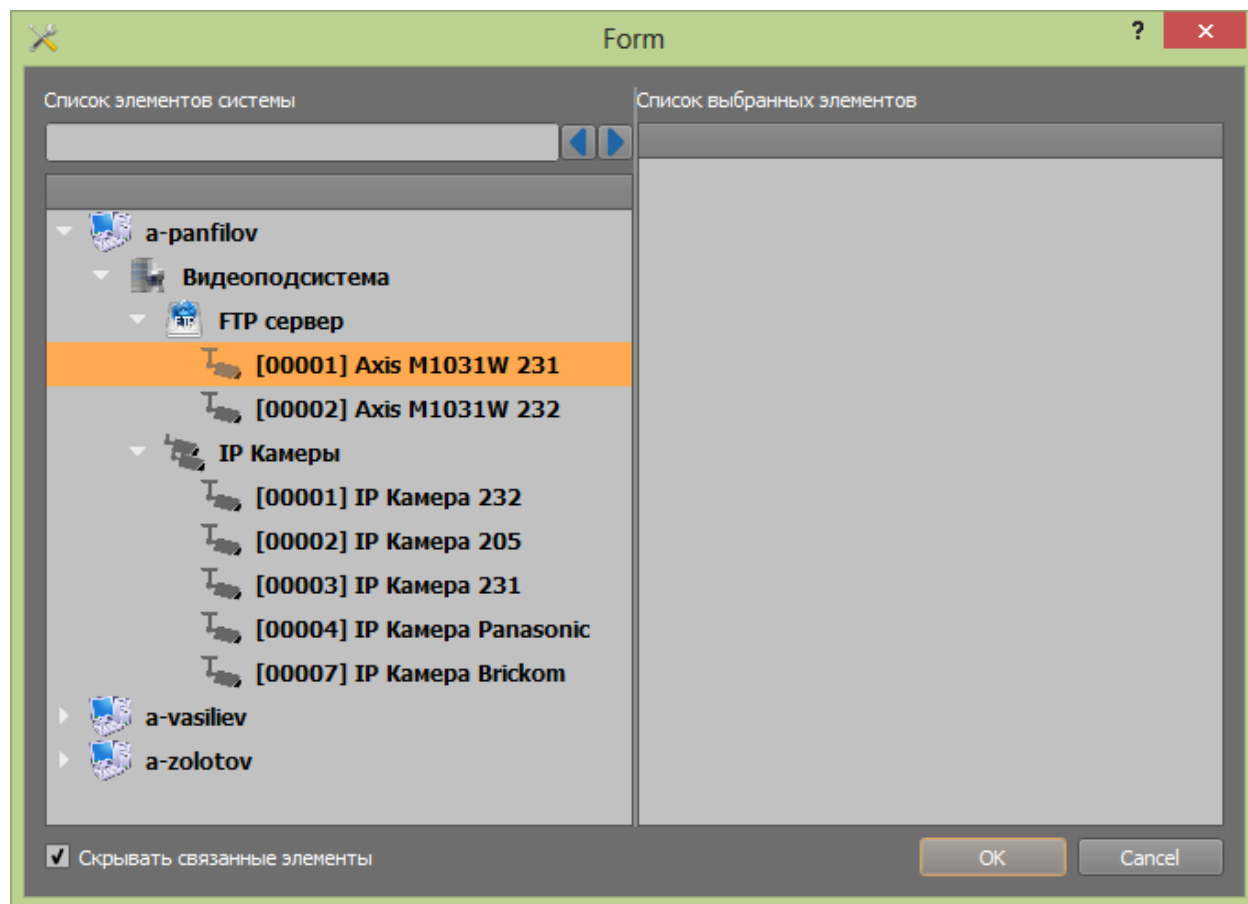 Form
?
Список элементов системы
Список выбранных элементов
a-panfilov
Видеоподсистема
FTP
FTP сервер
[00001] Axis M1031W 231
[00002] Axis M1031W 232
IP Камеры
[00001] IP Камера 232
[00002] IP Камера 205
[00003] IP Камера 231
[00004] IP Камера Panasonic
[00007] IP Камера Brickom
a-vasiliev
a-zolotov
Скрывать связанные элементы
OK
Cancel